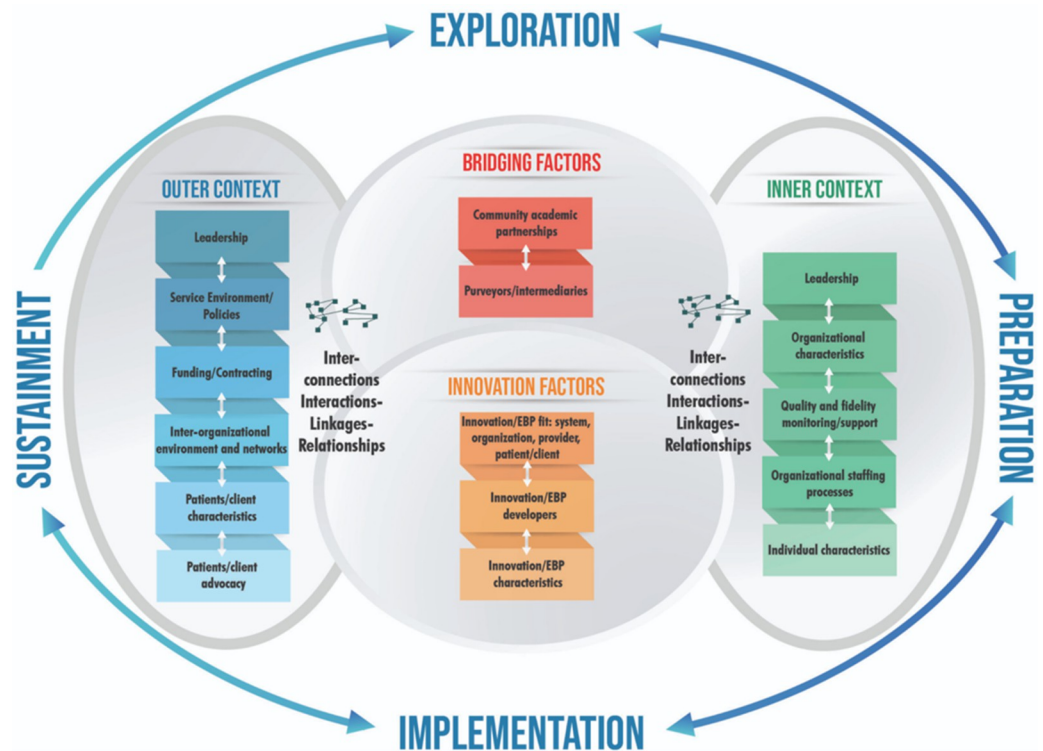 EXPLORATION
BRIDGING FACTORS
OUTER CONTEXT
INNER CONTEXT
Community academic
partnerships
Leadership
Leadership
Purveyors/intermediaries
Service Environment/
Policies
Organizational
characteristics
Inter-
connections
Interactions-
Linkages-
Relationships
Inter-
connections
Interactions-
Linkages-
Relationships
Funding/Contracting
INNOVATION FACTORS
Quality and fidelity
monitoring/support
Innovation/EBP fit: system,
organization, provider,
patient/client
Inter-organizational
environment and networks
Organizational staffing
processes
Patients/client
characteristics
Innovation/EBP
developers
Individual characteristics
Patients/client
advocacy
Innovation/EBP
characteristics
SUSTAINMENT
PREPARATION
IMPLEMENTATION